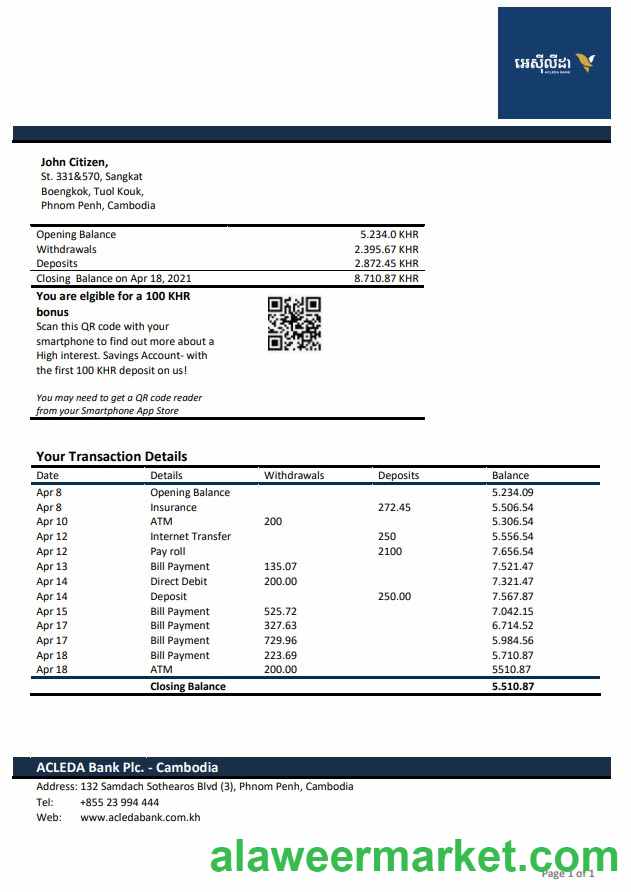 អេស៊ីលីដា
ACLEDA BANK
John Citizen,
St. 331&570, Sangkat
Boengkok, Tuol Kouk,
Phnom Penh, Cambodia
Opening Balance 5.234.0 KHR
Withdrawals 2.395.67 KHR
Deposits 2.872.45 KHR
Closing Balance on Apr 18, 2021 8.710.87 KHR
You are elgible for a 100 KHR
bonus
Scan this QR code with your
smartphone to find out more about a
High interest. Savings Account- with
the first 100 KHR deposit on us!
You may need to get a QR code reader
from your Smartphone App Store
Your Transaction Details
Date Details Withdrawals Deposits Balance
Apr 8 Opening Balance 5.234.09
Apr 8 Insurance 272.45 5.506.54
Apr 10 ATM 200 5.306.54
Apr 12 Internet Transfer 250 5.556.54
Apr 12 Pay roll 2100 7.656.54
Apr 13 Bill Payment 135.07 7.521.47
Apr 14 Direct Debit 200.00 7.321.47
Apr 14 Deposit 250.00 7.567.87
Apr 15 Bill Payment 525.72 7.042.15
Apr 17 Bill Payment 327.63 6.714.52
Apr 17 Bill Payment 729.96 5.984.56
Apr 18 Bill Payment 223.69 5.710.87
Apr 18 ATM 200.00 5510.87
Closing Balance 5.510.87
ACLEDA Bank Plc. - Cambodia
Address: 132 Samdach Sothearos Blvd (3), Phnom Penh, Cambodia
Tel: +855 23 994 444
Web: www.acledabank.com.kh
alaweermarket.com
Page 1 of 1